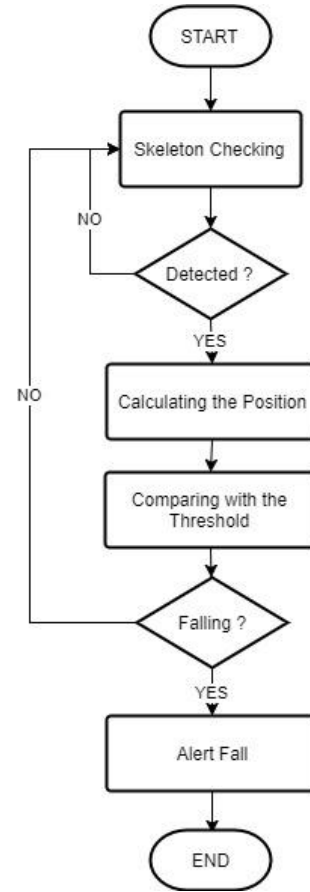 START
Skeleton Checking
NO
Detected ?
YES
Calculating the Position
NO
Comparing with the
Threshold
Falling ?
YES
Alert Fall
END